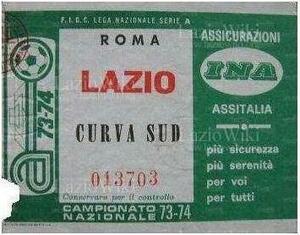 F.I.G.C. LEGA NAZIONALE SERIE A
ROMA
LAZIO
CURVA SUD
013703
Conservare per il controllo
CAMPIONATO
NAZIONALE 73-74
73-74
a
ASSICURAZIONI
INA
ASSITALIA
più sicurezza
più serenità
per voi
per tutti
LazioWiki